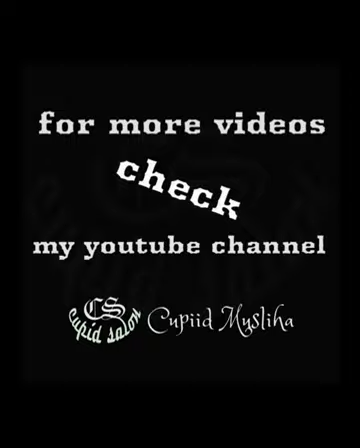 for more videos
check
my youtube channel
CS
cupid salon
Cupiid Mysliha